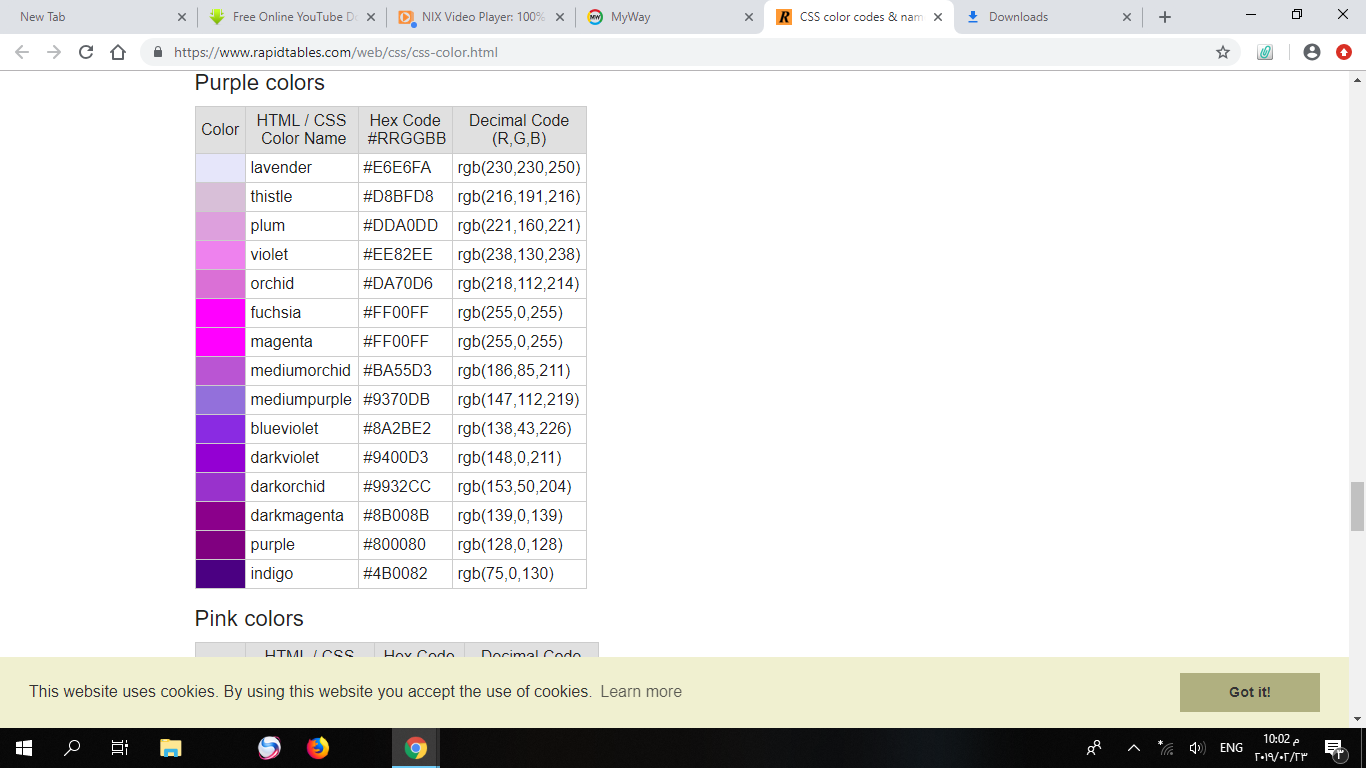 New Tab
Free Online YouTube Do
NIX Video Player: 100%
MyWay
CSS color codes & nam
Downloads
https://www.rapidtables.com/web/css/css-color.html
Purple colors
Color HTML / CSS Color Name Hex Code #RRGGBB Decimal Code (R,G,B)
lavender #E6E6FA rgb(230,230,250)
thistle #D8BFD8 rgb(216,191,216)
plum #DDA0DD rgb(221,160,221)
violet #EE82EE rgb(238,130,238)
orchid #DA70D6 rgb(218,112,214)
fuchsia #FF00FF rgb(255,0,255)
magenta #FF00FF rgb(255,0,255)
mediumorchid #BA55D3 rgb(186,85,211)
mediumpurple #9370DB rgb(147,112,219)
blueviolet #8A2BE2 rgb(138,43,226)
darkviolet #9400D3 rgb(148,0,211)
darkorchid #9932CC rgb(153,50,204)
darkmagenta #8B008B rgb(139,0,139)
purple #800080 rgb(128,0,128)
indigo #4B0082 rgb(75,0,130)
Pink colors
HTML / CSS Hex Code Decimal Code
This website uses cookies. By using this website you accept the use of cookies. Learn more
Got it!
ENG
10:02 م
٢٠١٩/٠٢/٢٣
٣